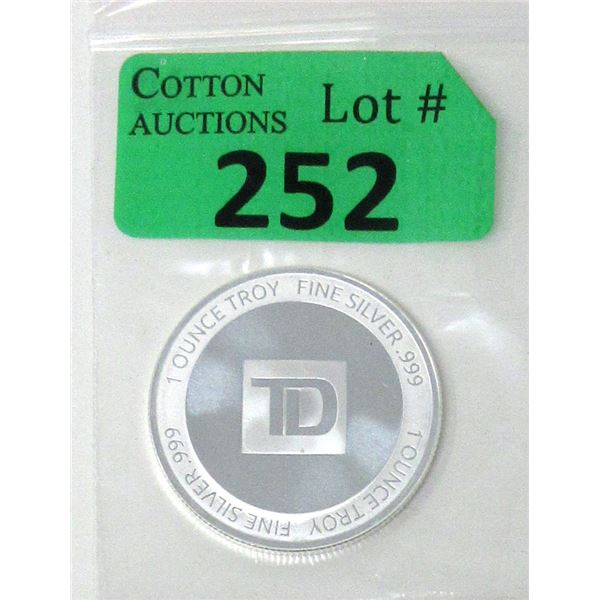 COTTON
AUCTIONS
Lot #
252
1 OUNCE TROY FINE SILVER .999
1 OUNCE TROY FINE SILVER .999
TD